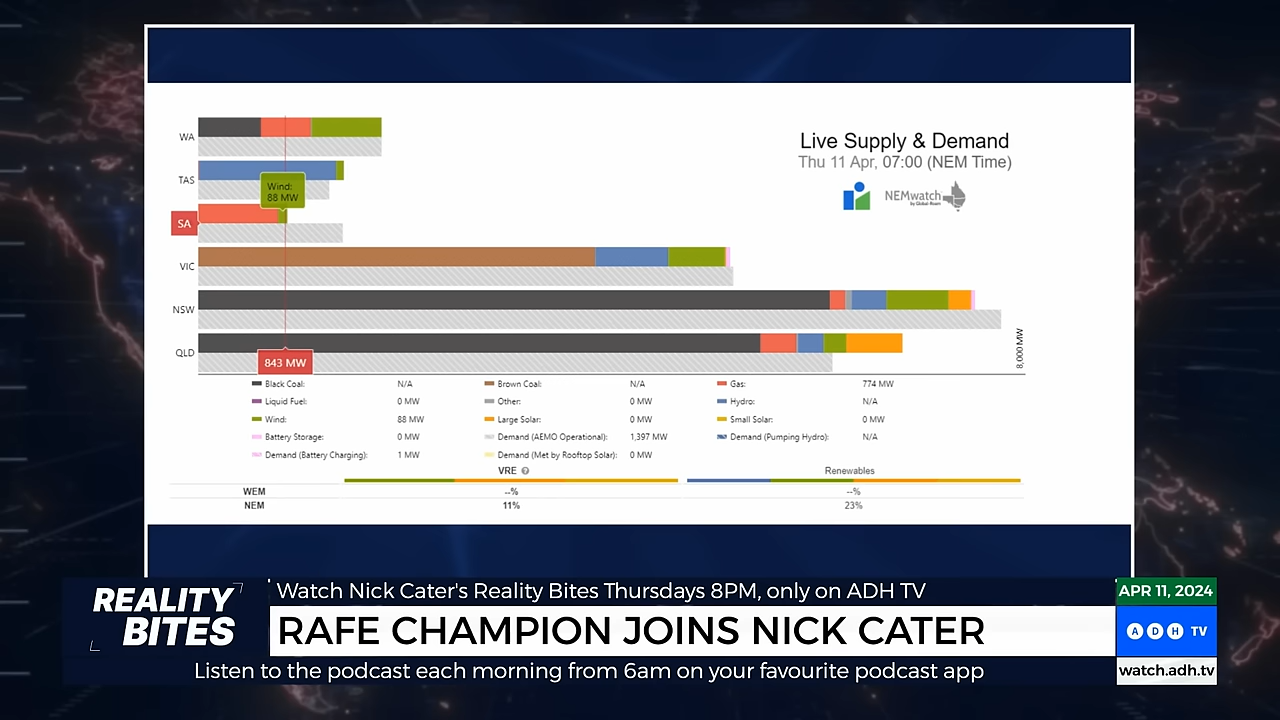 Live Supply & Demand
Thu 11 Apr, 07:00 (NEM Time)
NEMwatch
by Global-Roam
WA
TAS
Wind:
88 MW
SA
VIC
NSW
QLD
843 MW
8,000 MW
Black Coal: N/A Brown Coal: N/A Gas: 774 MW
Liquid Fuel: 0 MW Other: 0 MW Hydro: N/A
Wind: 88 MW Large Solar: 0 MW Small Solar: 0 MW
Battery Storage: 0 MW Demand (AEMO Operational): 1,397 MW Demand (Pumping Hydro): N/A
Demand (Battery Charging): 1 MW Demand (Met by Rooftop Solar): 0 MW
VRE ? Renewables
WEM --% --%
NEM 11% 23%
REALITY
BITES
Watch Nick Cater's Reality Bites Thursdays 8PM, only on ADH TV
RAFE CHAMPION JOINS NICK CATER
Listen to the podcast each morning from 6am on your favourite podcast app
APR 11, 2024
ADH TV
watch.adh.tv